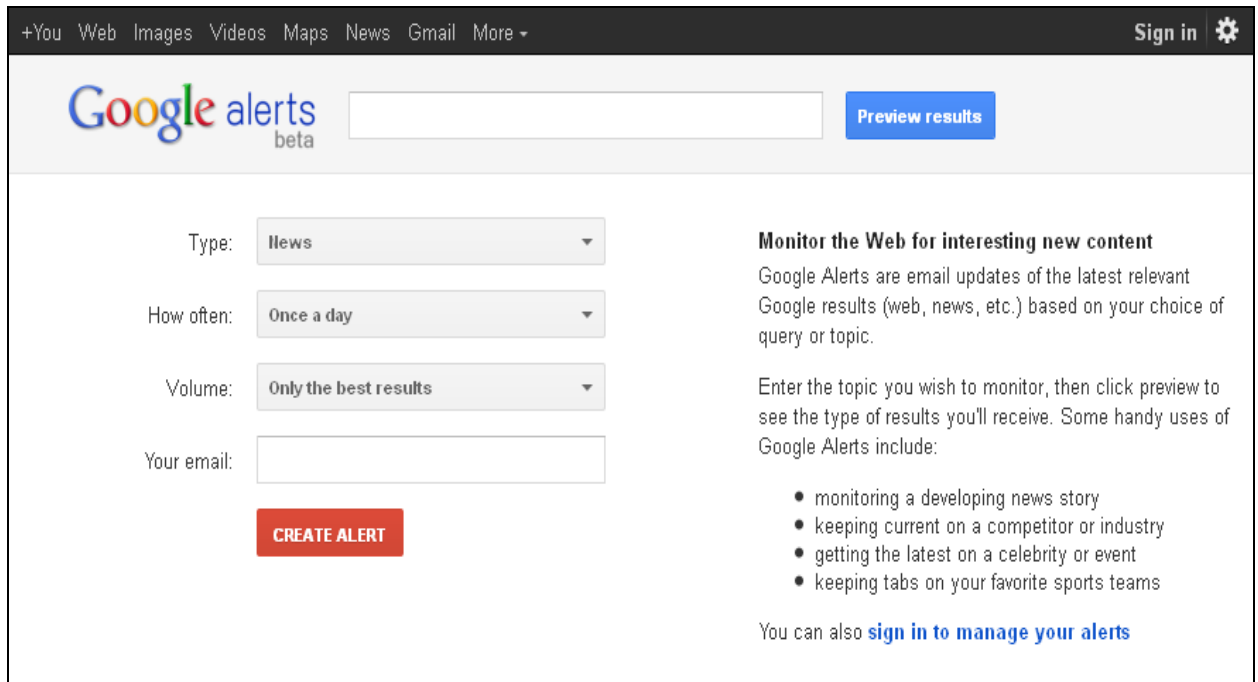 +You Web Images Videos Maps News Gmail More
Sign in
Google alerts
beta
Preview results
Type: News
How often: Once a day
Volume: Only the best results
Your email:
CREATE ALERT
Monitor the Web for interesting new content
Google Alerts are email updates of the latest relevant
Google results (web, news, etc.) based on your choice of
query or topic.
Enter the topic you wish to monitor, then click preview to
see the type of results you'll receive. Some handy uses of
Google Alerts include:
• monitoring a developing news story
• keeping current on a competitor or industry
• getting the latest on a celebrity or event
• keeping tabs on your favorite sports teams
You can also sign in to manage your alerts